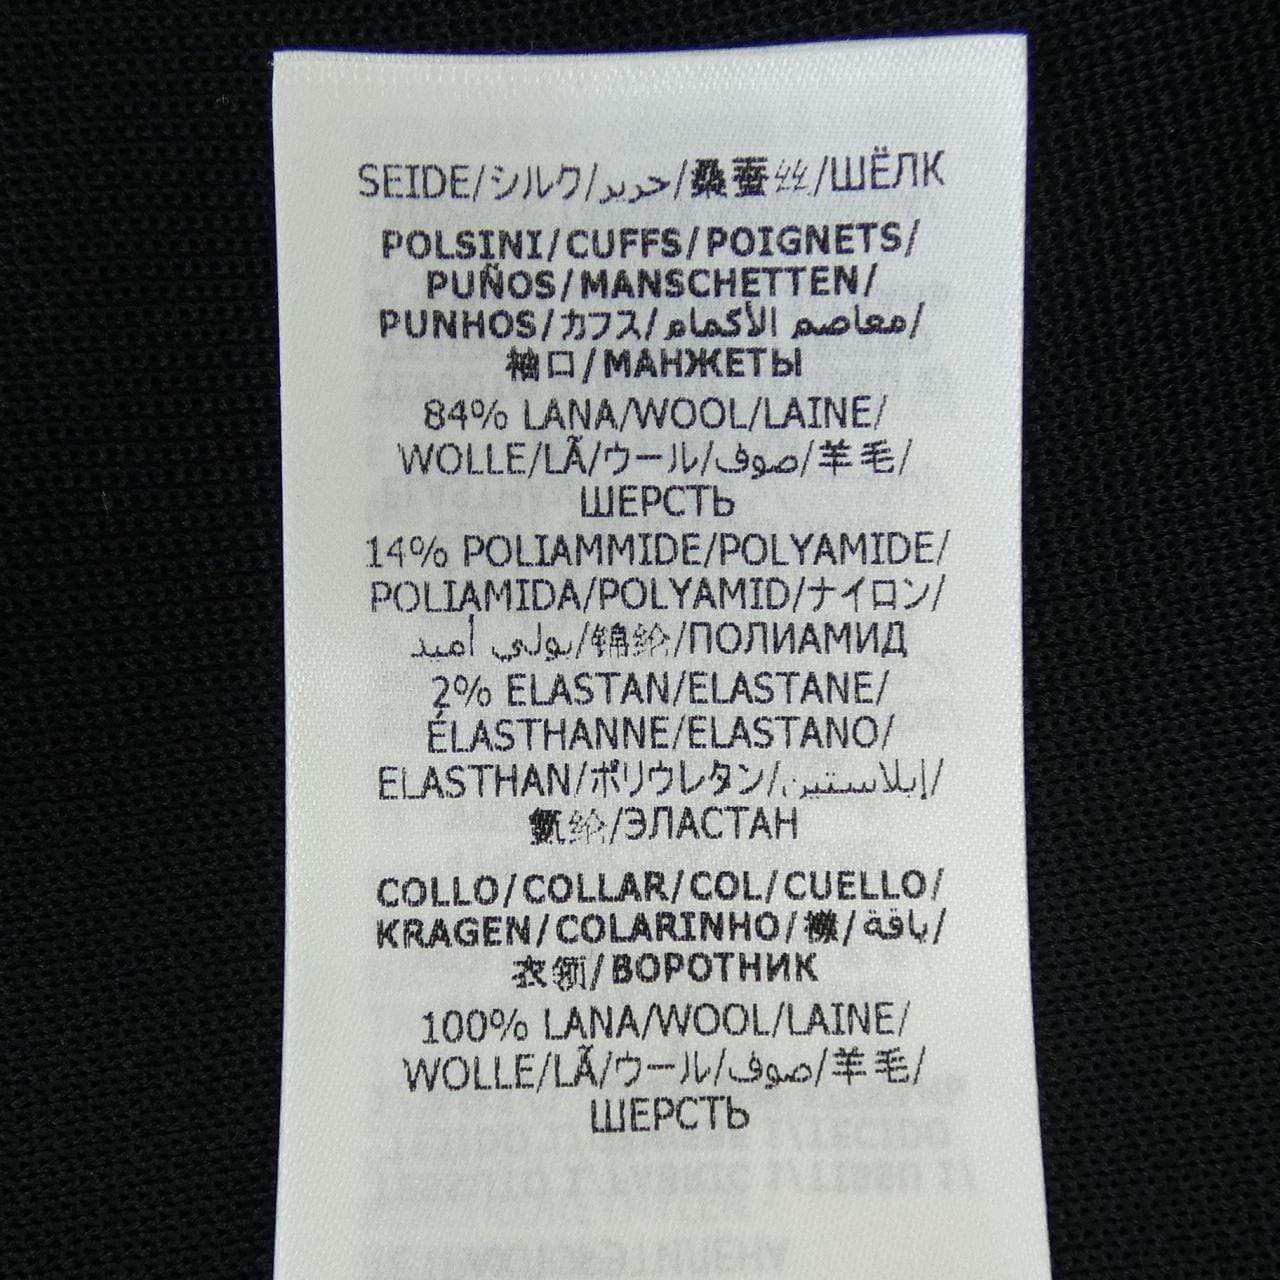 SEIDE/シルク/حرير/桑蚕丝/ШЁЛК
POLSINI/CUFFS/POIGNETS/
PUÑOS/MANSCHETTEN/
PUNHOS/カフス/معاصم الأكمام/
袖口/МАНЖЕТЫ
84% LANA/WOOL/LAINE/
WOLLE/LÃ/ウール/صوف/羊毛/
ШЕРСТЬ
14% POLIAMMIDE/POLYAMIDE/
POLIAMIDA/POLYAMID/ナイロン/
بولي أميد/锦纶/ПОЛИАМИД
2% ELASTAN/ELASTANE/
ÉLASTHANNE/ELASTANO/
ELASTHAN/ポリウレタン/إيلاستين/
氨纶/ЭЛАСТАН
COLLO/COLLAR/COL/CUELLO/
KRAGEN/COLARINHO/襟/ياقة/
衣领/ВОРОТНИК
100% LANA/WOOL/LAINE/
WOLLE/LÃ/ウール/صوف/羊毛/
ШЕРСТЬ